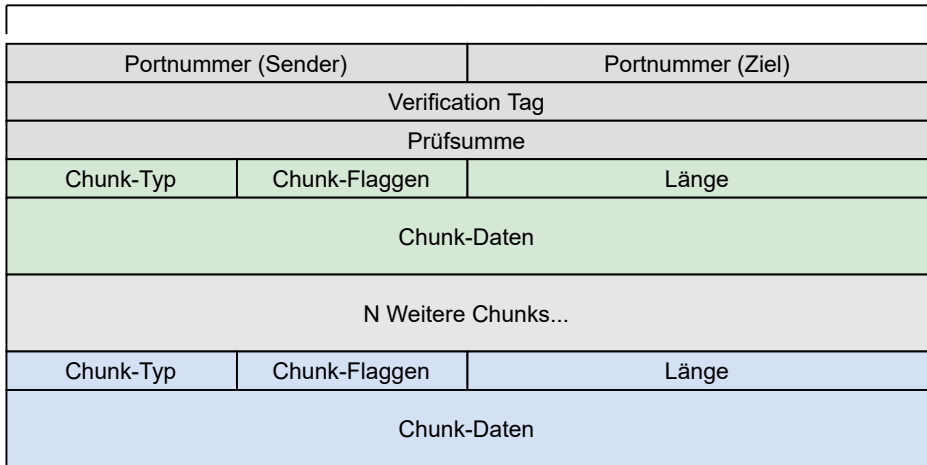 Portnummer (Sender) Portnummer (Ziel)
Verification Tag
Prüfsumme
Chunk-Typ Chunk-Flaggen Länge
Chunk-Daten
N Weitere Chunks...
Chunk-Typ Chunk-Flaggen Länge
Chunk-Daten